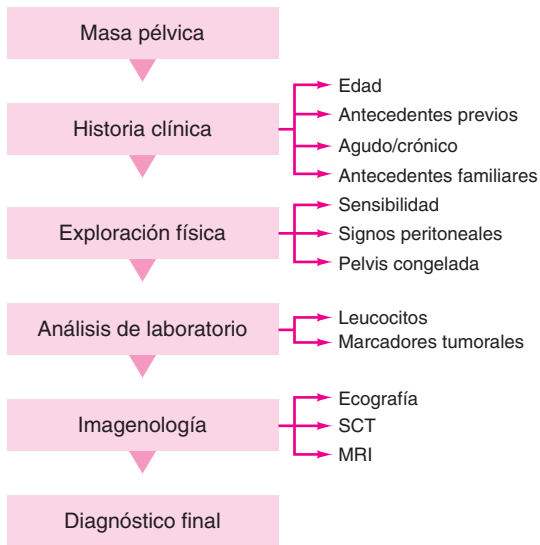 Masa pélvica
Historia clínica
Edad
Antecedentes previos
Agudo/crónico
Antecedentes familiares
Exploración física
Sensibilidad
Signos peritoneales
Pelvis congelada
Análisis de laboratorio
Leucocitos
Marcadores tumorales
Imagenología
Ecografía
SCT
MRI
Diagnóstico final